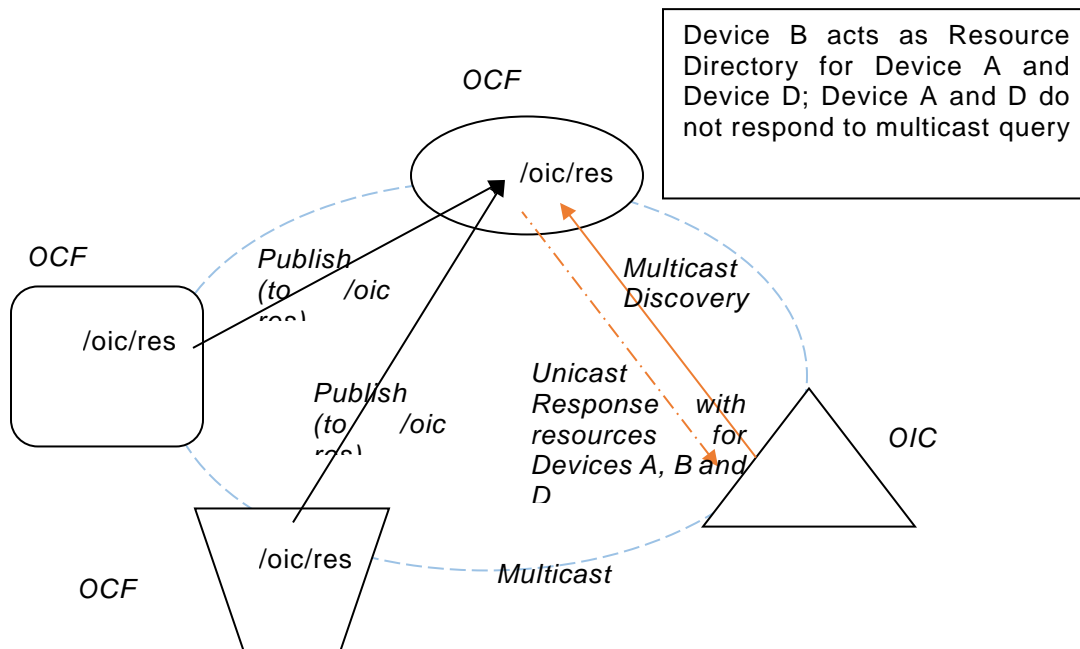 Device B acts as Resource
Directory for Device A and
Device D; Device A and D do
not respond to multicast query
OCF
/oic/res
OCF
Publish
(to /oic
res)
Multicast
Discovery
/oic/res
Unicast
Response with
resources for
Devices A, B and
D
Publish
(to /oic
res)
OIC
/oic/res
Multicast
OCF